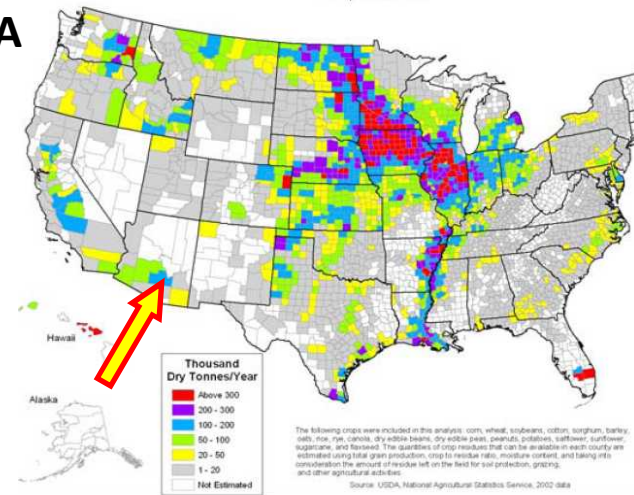 A
Hawaii
Alaska
Thousand
Dry Tonnes/Year
Above 300
200 - 300
100 - 200
50 - 100
20 - 50
1 - 20
Not Estimated
The following crops were included in this analysis: corn, wheat, soybeans, cotton, sorghum, barley,
oats, rice, rye, canola, dry edible beans, dry edible peas, peanuts, potatoes, safflower, sunflower,
sugarcane, and flaxseed. The quantities of crop residues that can be available in each county are
estimated using total grain production, crop to residue ratio, moisture content, and taking into
consideration the amount of residue left on the field for soil protection, grazing,
and other agricultural activities.
Source: USDA, National Agricultural Statistics Service, 2002 data